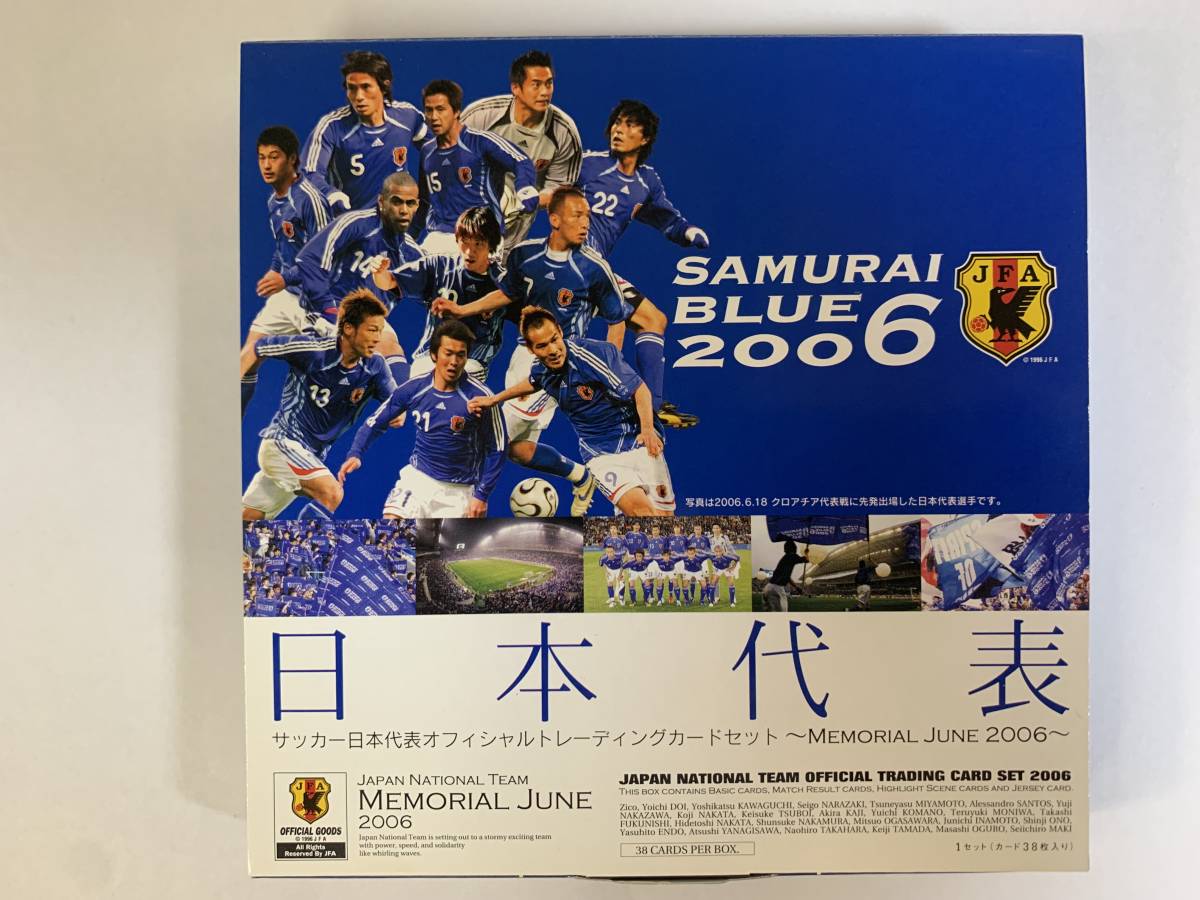 5
15
22
14
10
7
13
21
9
21
SAMURAI
BLUE
2006
JFA
©1996 JFA
写真は2006.6.18 クロアチア代表戦に先発出場した日本代表選手です。
日本代表
サッカー日本代表オフィシャルトレーディングカードセット ～MEMORIAL JUNE 2006～
JFA
OFFICIAL GOODS
© 1996 JFA
All Rights
Reserved By JFA
JAPAN NATIONAL TEAM
MEMORIAL JUNE
2006
Japan National Team is setting out to a stormy exciting team
with power, speed, and solidarity
like whirling waves.
JAPAN NATIONAL TEAM OFFICIAL TRADING CARD SET 2006
THIS BOX CONTAINS BASIC CARDS, MATCH RESULT CARDS, HIGHLIGHT SCENE CARDS AND JERSEY CARD.
Zico, Yoichi DOI, Yoshikatsu KAWAGUCHI, Seigo NARAZAKI, Tsuneyasu MIYAMOTO, Alessandro SANTOS, Yuji
NAKAZAWA, Koji NAKATA, Keisuke TSUBOI, Akira KAJI, Yuichi KOMANO, Teruyuki MONIWA, Takashi
FUKUNISHI, Hidetoshi NAKATA, Shunsuke NAKAMURA, Mitsuo OGASAWARA, Junichi INAMOTO, Shinji ONO,
Yasuhito ENDO, Atsushi YANAGISAWA, Naohiro TAKAHARA, Keiji TAMADA, Masashi OGURO, Seiichiro MAKI
38 CARDS PER BOX.
1セット（カード38枚入り）